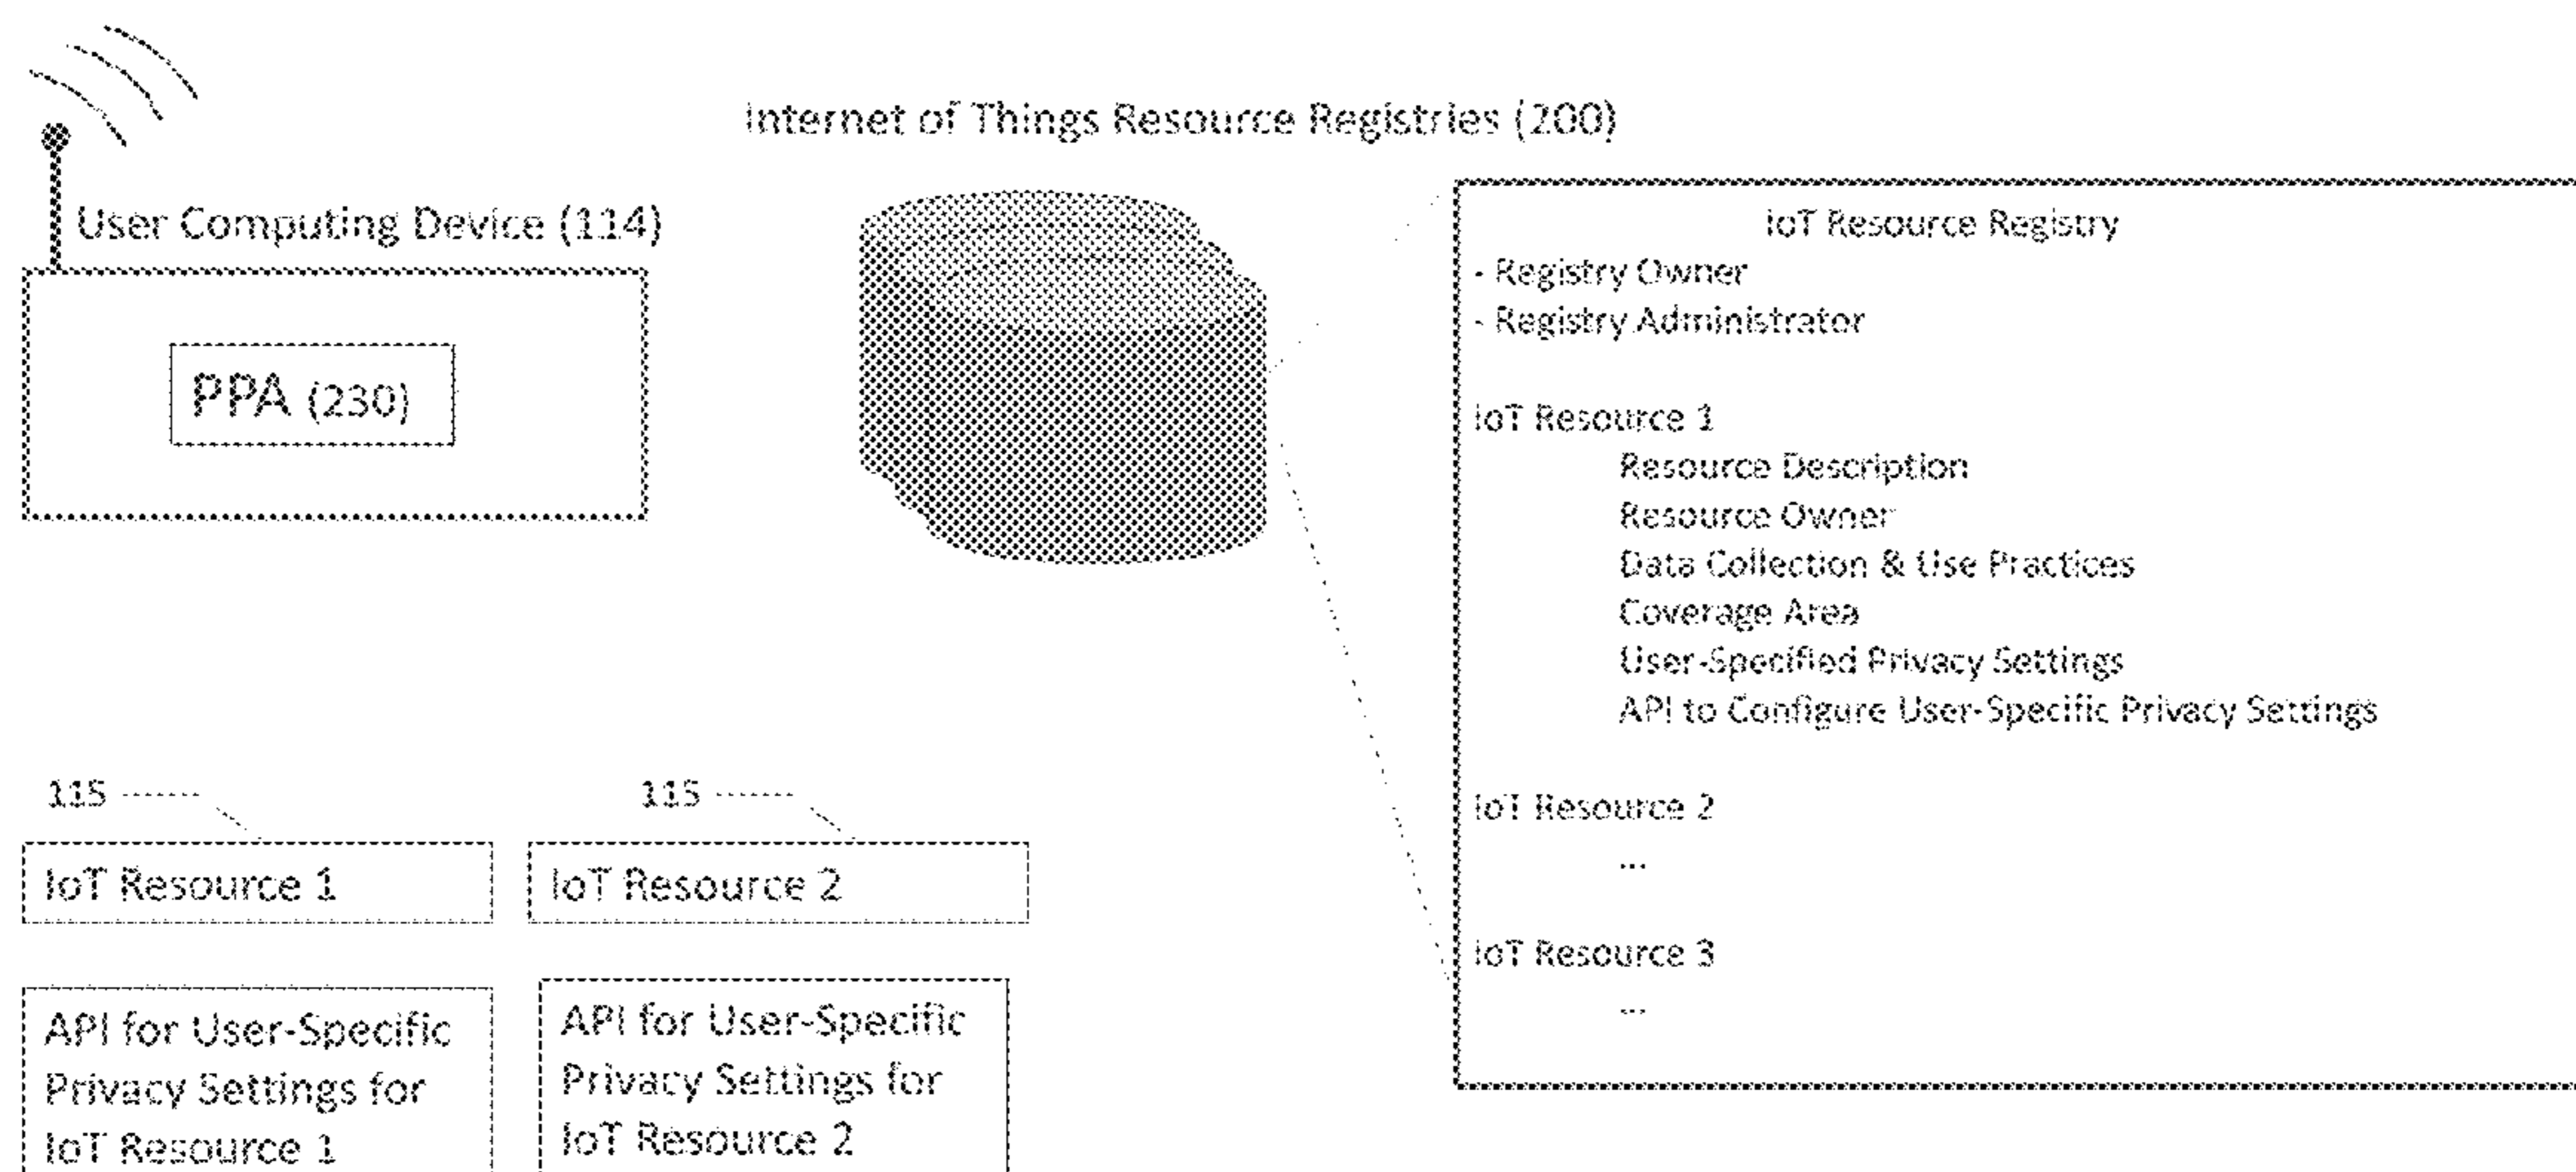 Internet of Things Resource Registries (200)
User Computing Device (114)
PPA (230)
IoT Resource Registry
- Registry Owner
- Registry Administrator
IoT Resource 1
Resource Description
Resource Owner
Data Collection & Use Practices
Coverage Area
User-Specified Privacy Settings
API to Configure User-Specific Privacy Settings
IoT Resource 2
...
IoT Resource 3
...
115
115
IoT Resource 1
IoT Resource 2
API for User-Specific
Privacy Settings for
IoT Resource 1
API for User-Specific
Privacy Settings for
IoT Resource 2